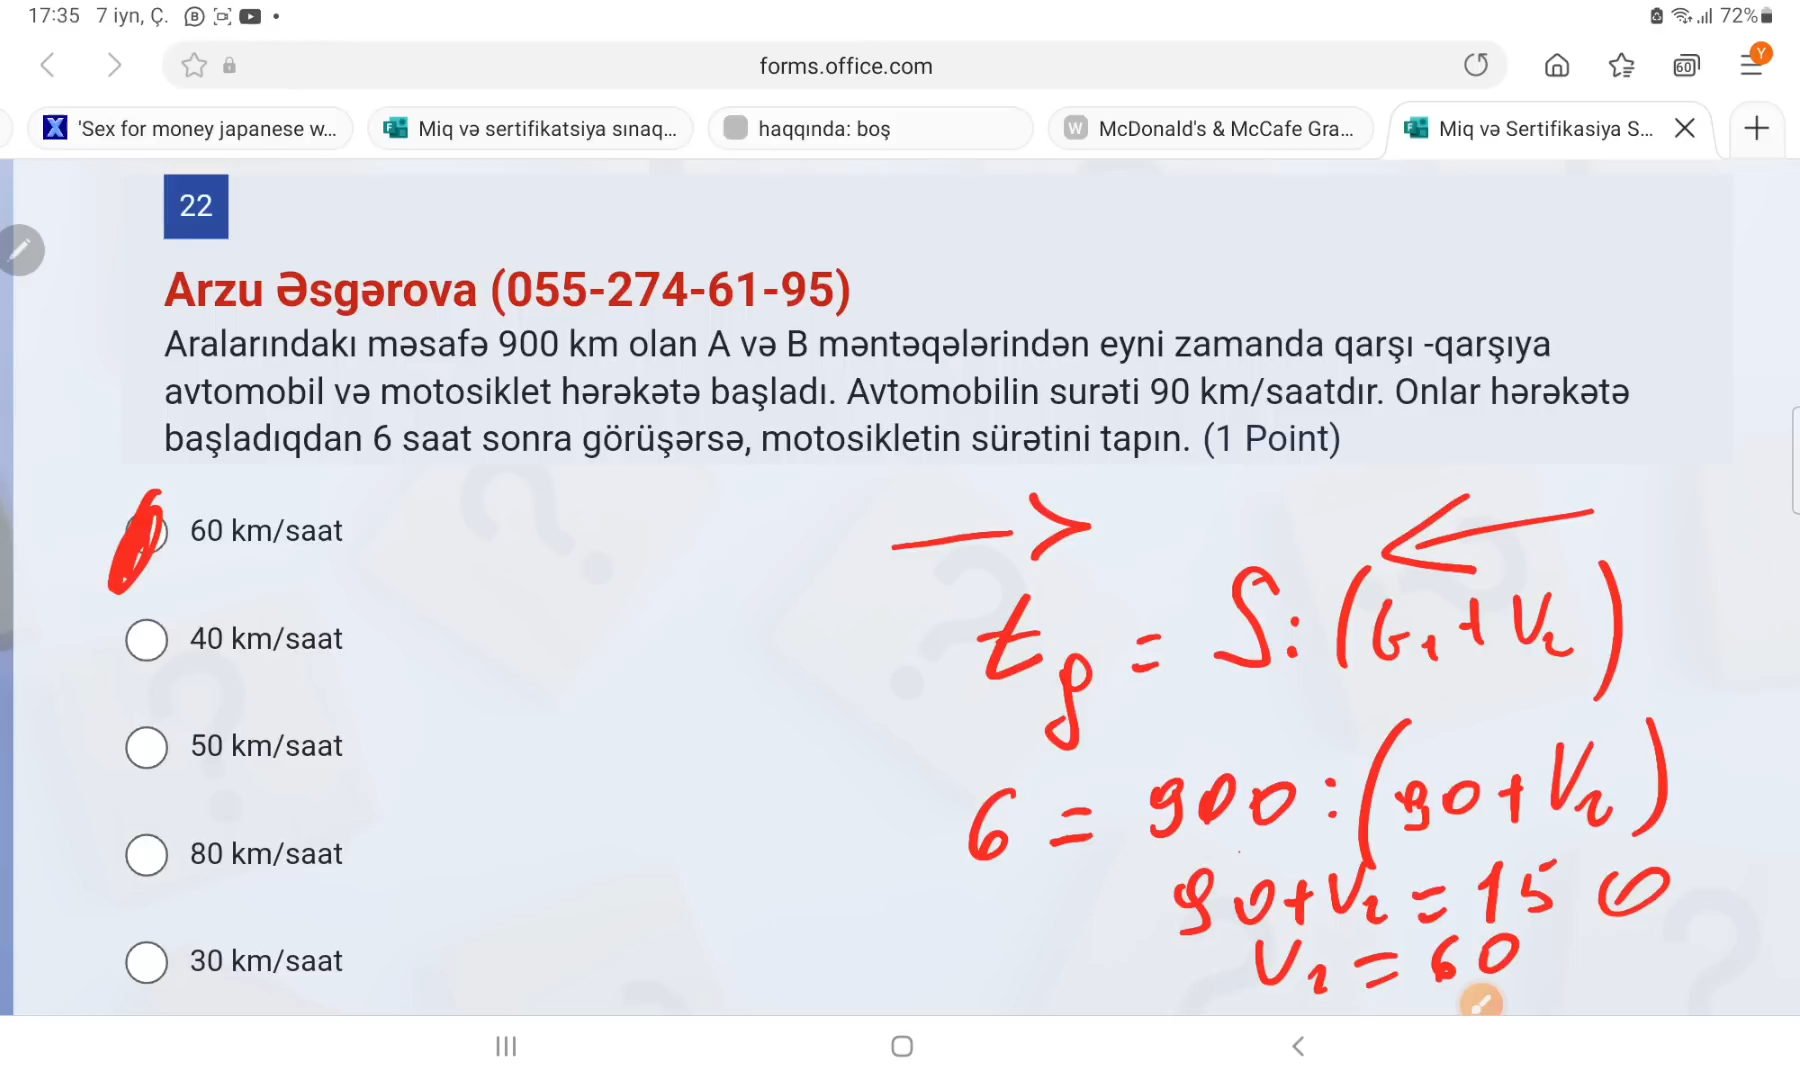 17:35 7 iyn, Ç.
72%
forms.office.com
60
Y
'Sex for money japanese w...
Miq və sertifikatsiya sınaq...
haqqında: boş
McDonald's & McCafe Gra...
Miq və Sertifikasiya S...
22
Arzu Əsgərova (055-274-61-95)
Aralarındakı məsafə 900 km olan A və B məntəqələrindən eyni zamanda qarşı -qarşıya
avtomobil və motosiklet hərəkətə başladı. Avtomobilin surəti 90 km/saatdır. Onlar hərəkətə
başladıqdan 6 saat sonra görüşərsə, motosikletin sürətini tapın. (1 Point)
60 km/saat
40 km/saat
50 km/saat
80 km/saat
30 km/saat
t g = S : (V1 + V2)
6 = 900 : (90 + V2)
90 + V2 = 150
V2 = 60